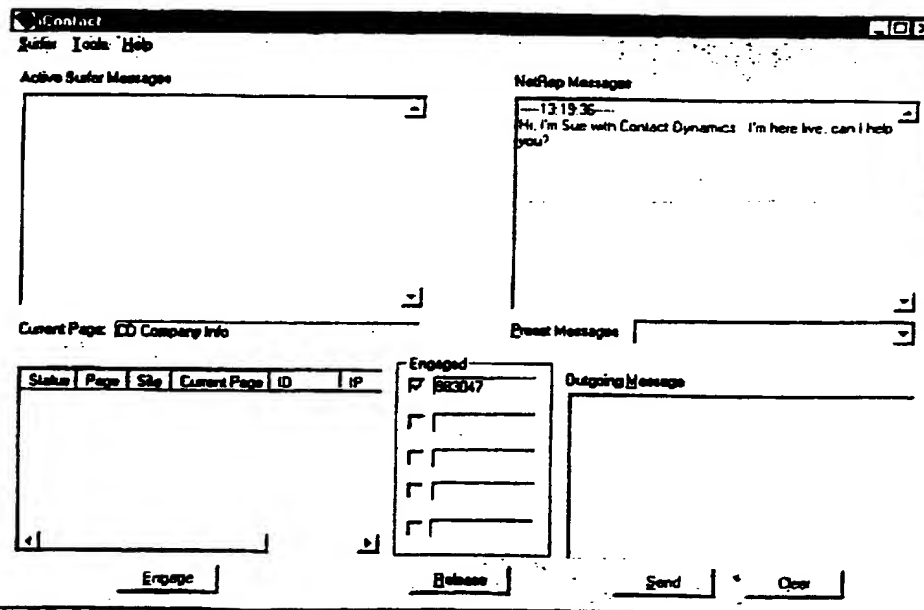 iContact
Surfer Tools Help
Active Surfer Messages
NetRep Messages
----13:19:36----
Hi, I'm Sue with Contact Dynamics. I'm here live, can I help
you?
Current Page: CD Company Info
Preset Messages
Status Page Site Current Page ID IP
Engaged
983047
Outgoing Message
Engage
Release
Send
Clear